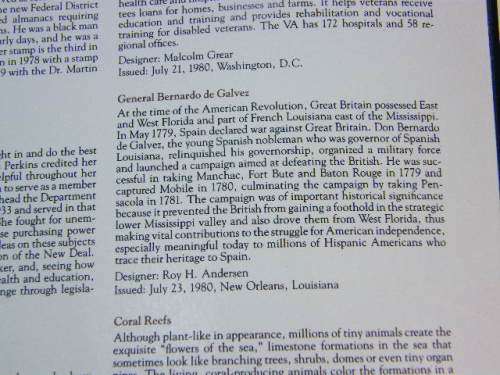 new Federal District
d almanacs requiring
ns. He was a black man
rly days, and he was a
er stamp is the third in
n in 1978 with a stamp
9 with the Dr. Martin
ht in and do the best
Perkins credited her
lpful throughout her
n to serve as a member
head the Department
933 and served in that
he fought for unem-
se purchasing power
leas on these subjects
on of the New Deal.
ker, and, seeing how
alth and education,
nge through legisla-
health care and
tees loans for homes, businesses and farms. It helps veterans receive
education and training and provides rehabilitation and vocational
training for disabled veterans. The VA has 172 hospitals and 58 re-
gional offices.
Designer: Malcolm Grear
Issued: July 21, 1980, Washington, D.C.
General Bernardo de Galvez
At the time of the American Revolution, Great Britain possessed East
and West Florida and part of French Louisiana east of the Mississippi.
In May 1779, Spain declared war against Great Britain. Don Bernardo
de Galvez, the young Spanish nobleman who was governor of Spanish
Louisiana, relinquished his governorship, organized a military force
and launched a campaign aimed at defeating the British. He was suc-
cessful in taking Manchac, Fort Bute and Baton Rouge in 1779 and
captured Mobile in 1780, culminating the campaign by taking Pen-
sacola in 1781. The campaign was of important historical significance
because it prevented the British from gaining a foothold in the strategic
lower Mississippi valley and also drove them from West Florida, thus
making vital contributions to the struggle for American independence,
especially meaningful today to millions of Hispanic Americans who
trace their heritage to Spain.
Designer: Roy H. Andersen
Issued: July 23, 1980, New Orleans, Louisiana
Coral Reefs
Although plant-like in appearance, millions of tiny animals create the
exquisite "flowers of the sea," limestone formations in the sea that
sometimes look like branching trees, shrubs, domes or even tiny organ
pipes. The living, coral-producing animals color the formations in a